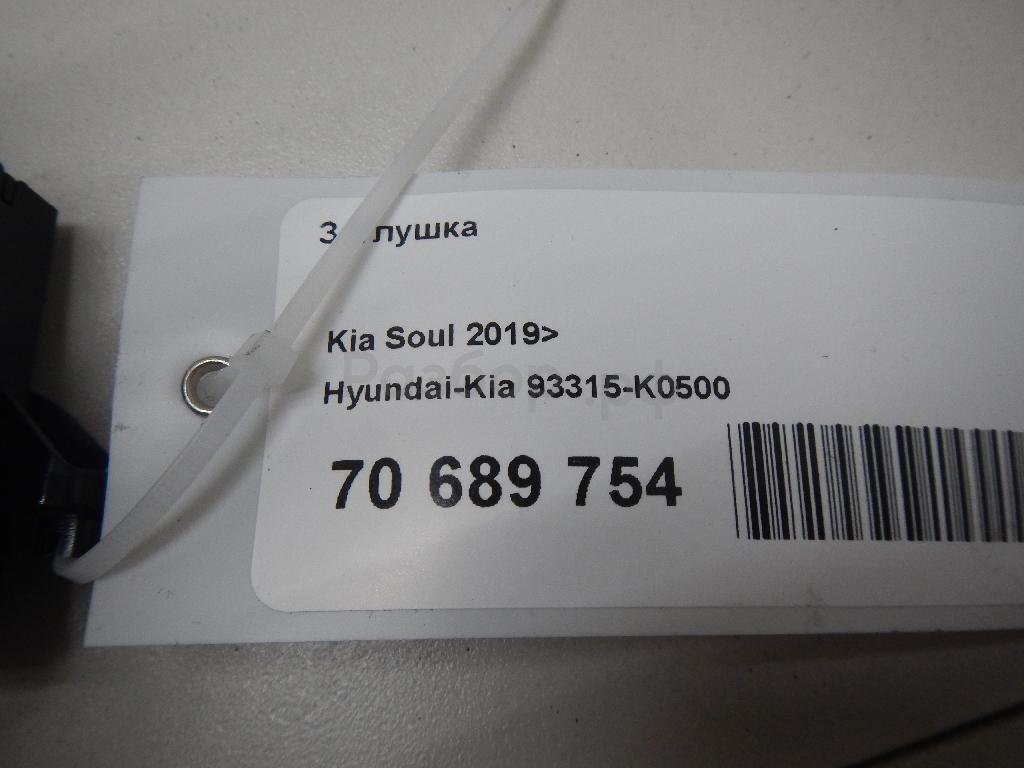 Kia Soul 2019>
Hyundai-Kia 93315-K0500
70 689 754